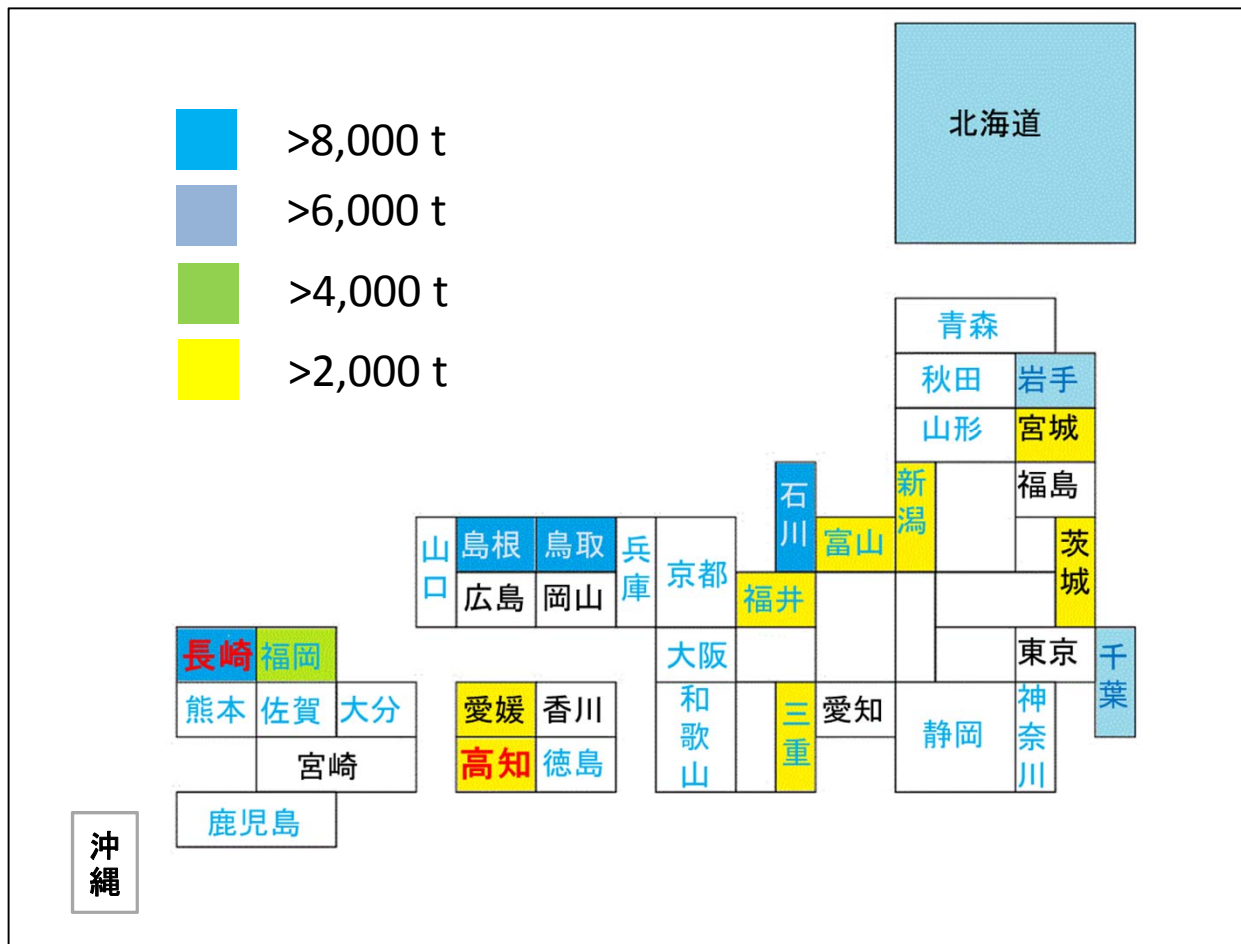 >8,000 t
>6,000 t
>4,000 t
>2,000 t
北海道
青森
秋田
岩手
山形
宮城
石川
新潟
福島
山口
島根
鳥取
兵庫
京都
富山
茨城
広島
岡山
福井
長崎
福岡
大阪
東京
千葉
熊本
佐賀
大分
愛媛
香川
和歌山
三重
愛知
静岡
神奈川
宮崎
高知
徳島
鹿児島
沖縄